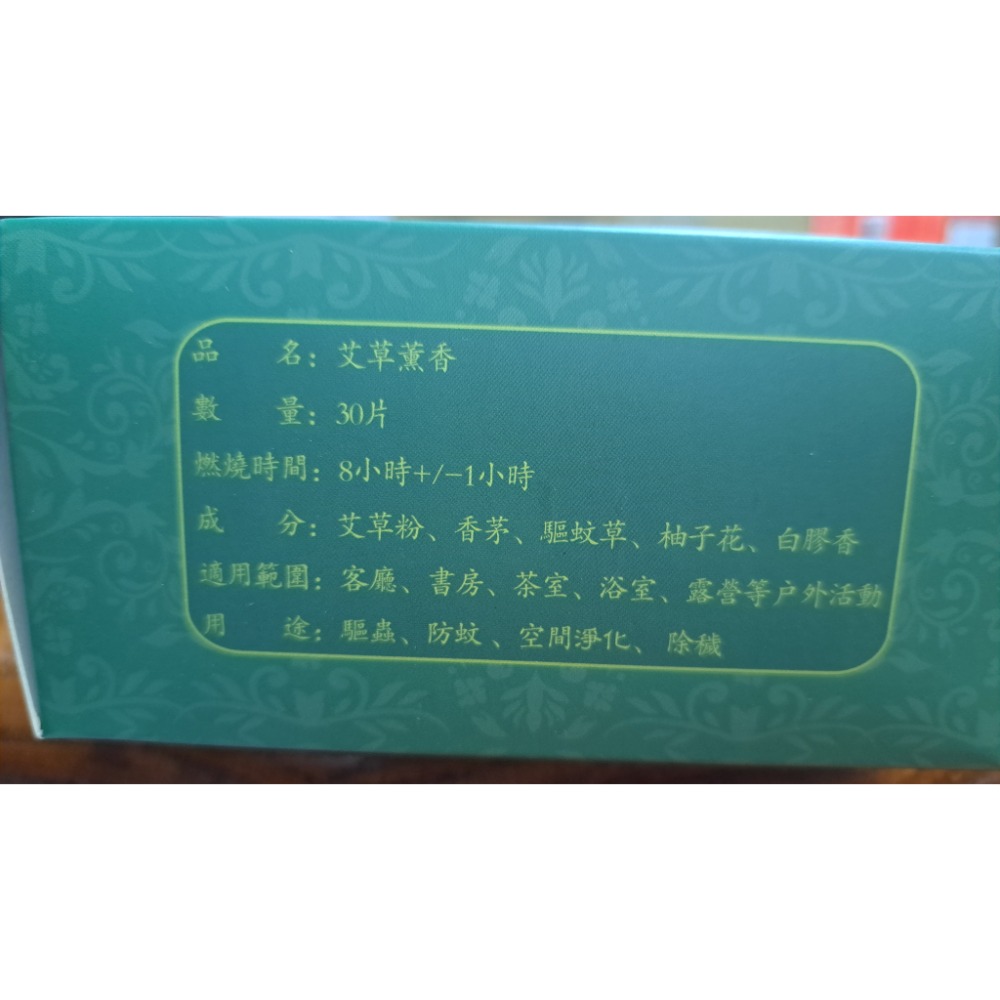 品　　名：艾草薰香
數　　量：30片
燃燒時間：8小時+/-1小時
成　　分：艾草粉、香茅、驅蚊草、柚子花、白膠香
適用範圍：客廳、書房、茶室、浴室、露營等户外活動
用　　途：驅蟲、防蚊、空間淨化、除穢